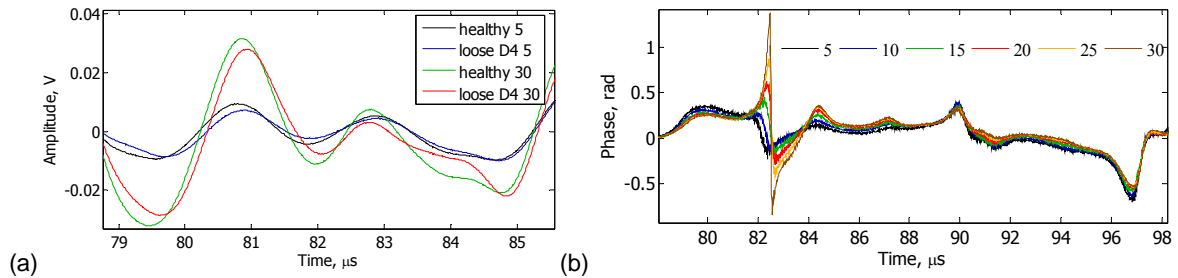 0.04
0.02
0
-0.02
Amplitude, V
healthy 5
loose D4 5
healthy 30
loose D4 30
79 80 81 82 83 84 85
Time, μs
(a)
1
0.5
0
-0.5
Phase, rad
5 10 15 20 25 30
80 82 84 86 88 90 92 94 96 98
Time, μs
(b)